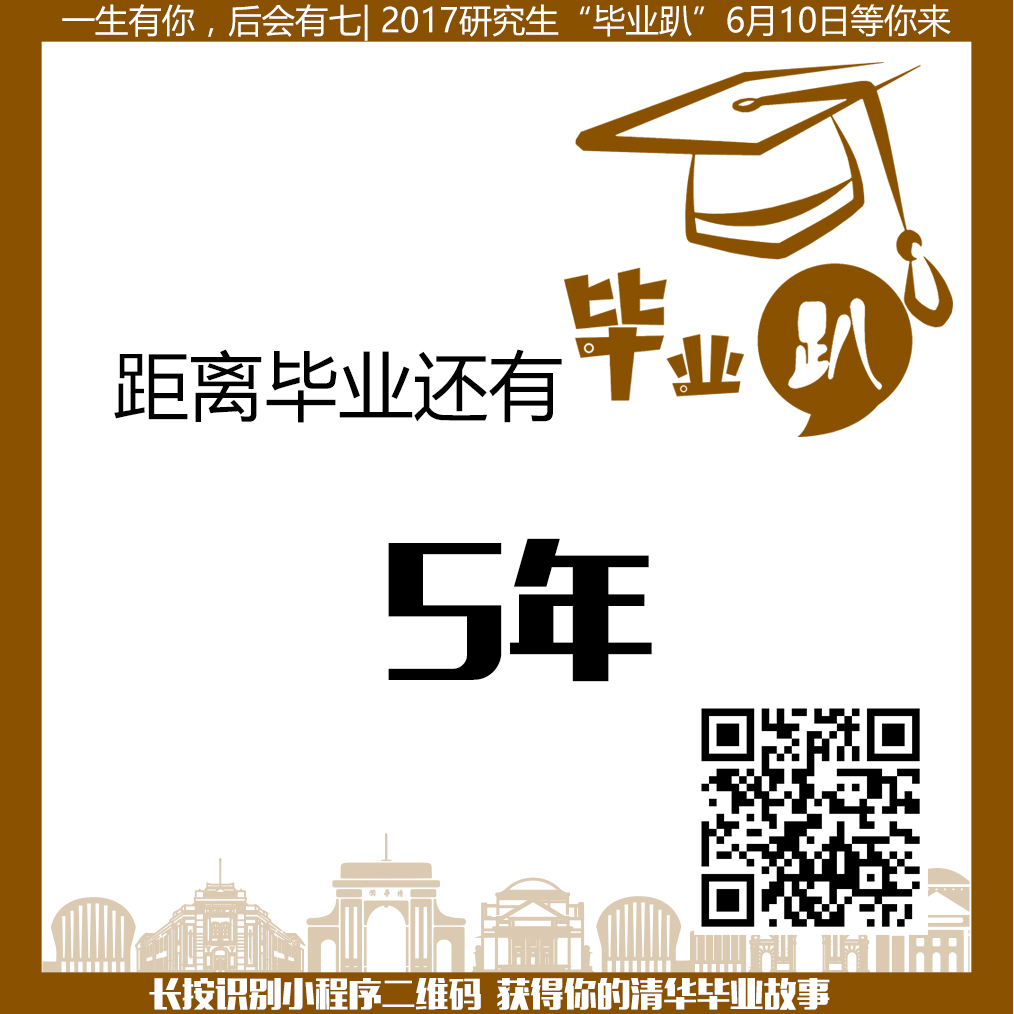 一生有你，后会有七| 2017研究生“毕业趴”6月10日等你来
毕业趴
距离毕业还有
5年
长按识别小程序二维码 获得你的清华毕业故事